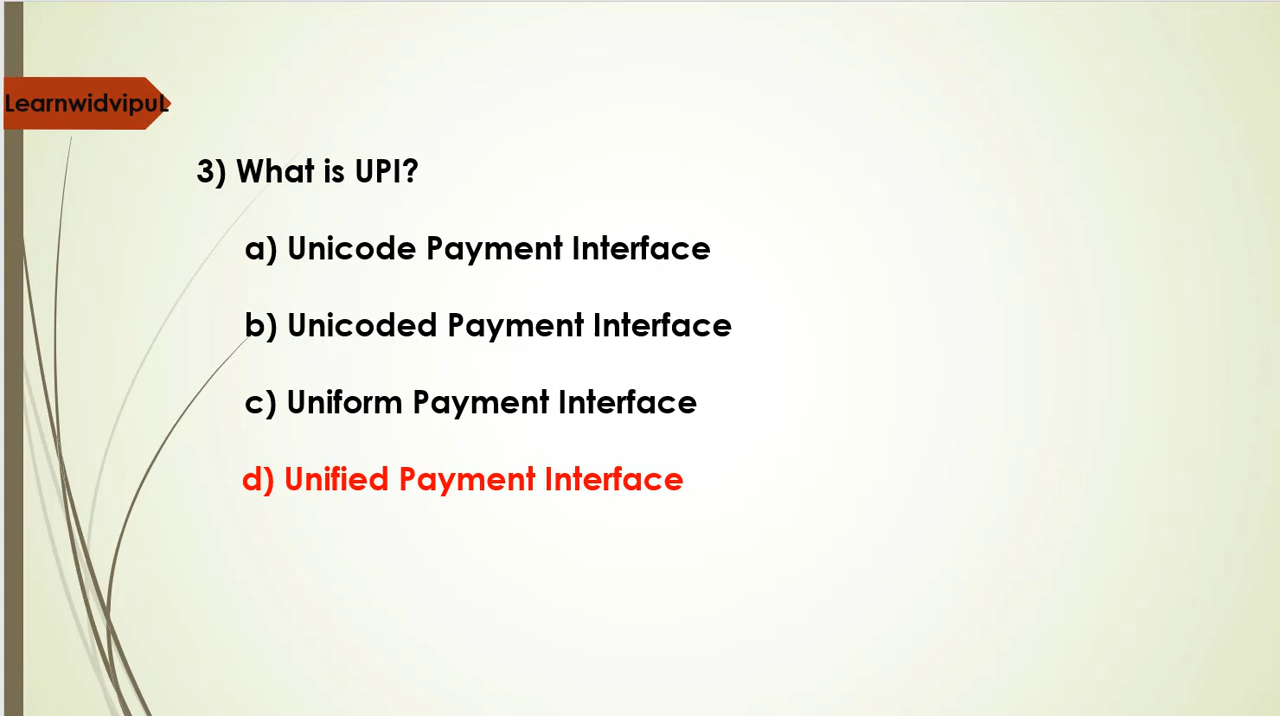 LearnwidvipuL
3) What is UPI?
a) Unicode Payment Interface
b) Unicoded Payment Interface
c) Uniform Payment Interface
d) Unified Payment Interface